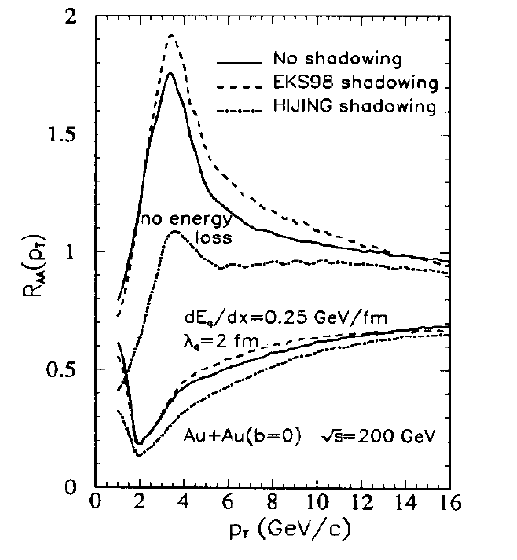 2
No shadowing
EKS98 shadowing
HIJING shadowing
1.5
no energy
loss
1
R_AA(p_T)
dE_q/dx=0.25 GeV/fm
λ_q=2 fm
0.5
Au+Au(b=0) √s=200 GeV
0
0 2 4 6 8 10 12 14 16
p_T (GeV/c)